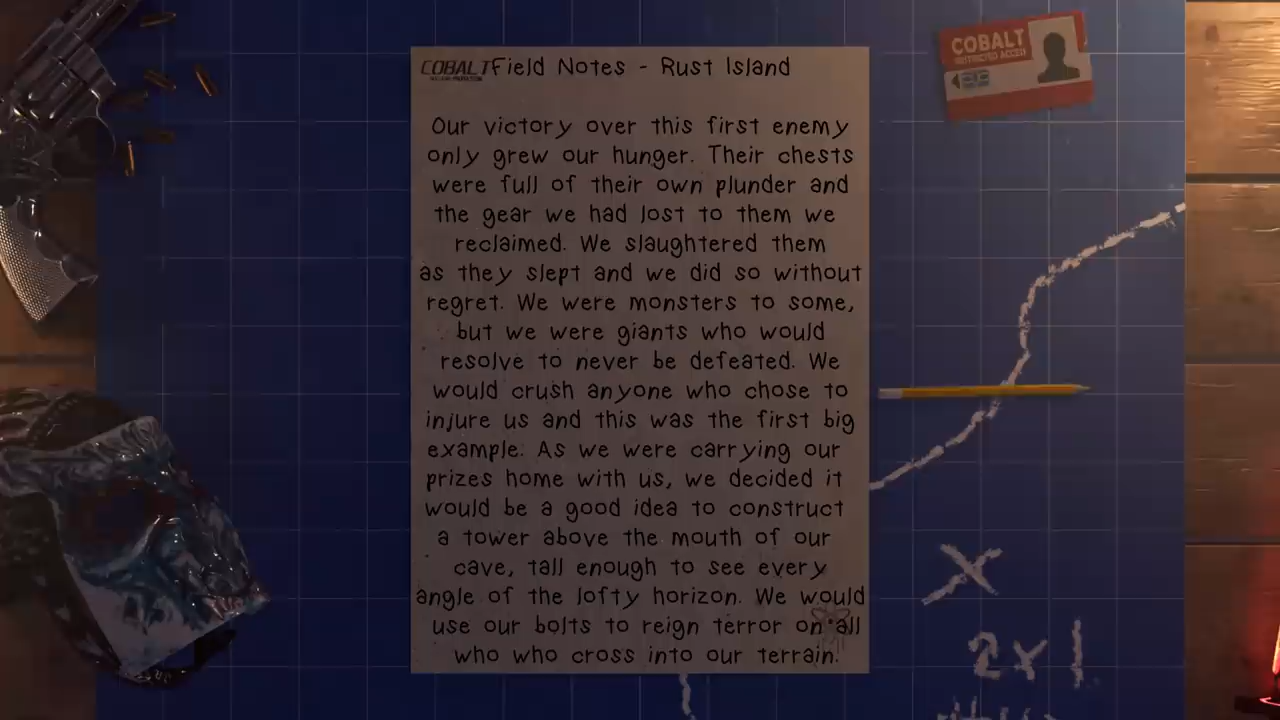 COBALT
Field Notes - Rust Island
Our victory over this first enemy
only grew our hunger. Their chests
were full of their own plunder and
the gear we had lost to them we
reclaimed. We slaughtered them
as they slept and we did so without
regret. We were monsters to some,
but we were giants who would
resolve to never be defeated. We
would crush anyone who chose to
injure us and this was the first big
example. As we were carrying our
prizes home with us, we decided it
would be a good idea to construct
a tower above the mouth of our
cave, tall enough to see every
angle of the lofty horizon. We would
use our bolts to reign terror on all
who who cross into our terrain.
COBALT
RESTRICTED ACCESS
X
2x1